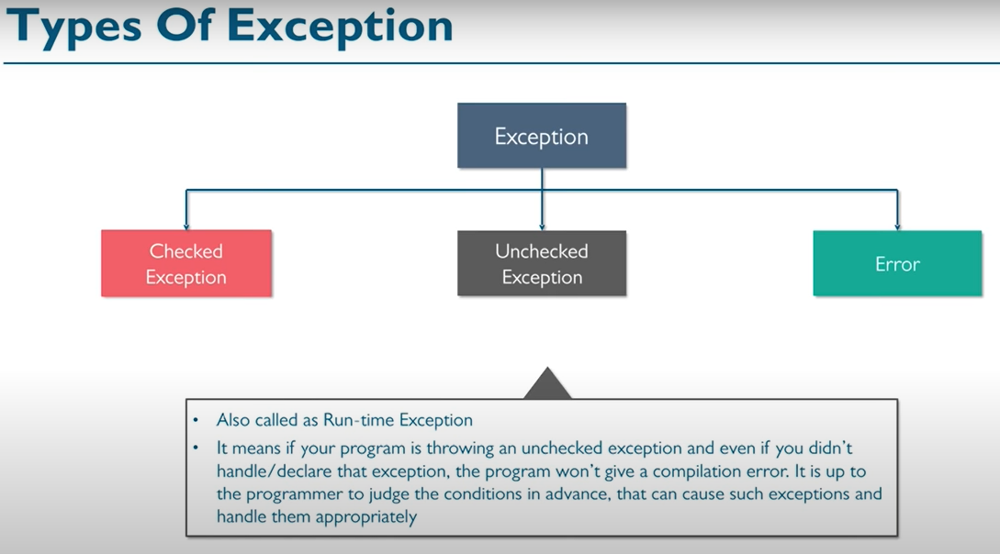 Types Of Exception
Exception
Checked
Exception
Unchecked
Exception
Error
• Also called as Run-time Exception
• It means if your program is throwing an unchecked exception and even if you didn't
handle/declare that exception, the program won't give a compilation error. It is up to
the programmer to judge the conditions in advance, that can cause such exceptions and
handle them appropriately